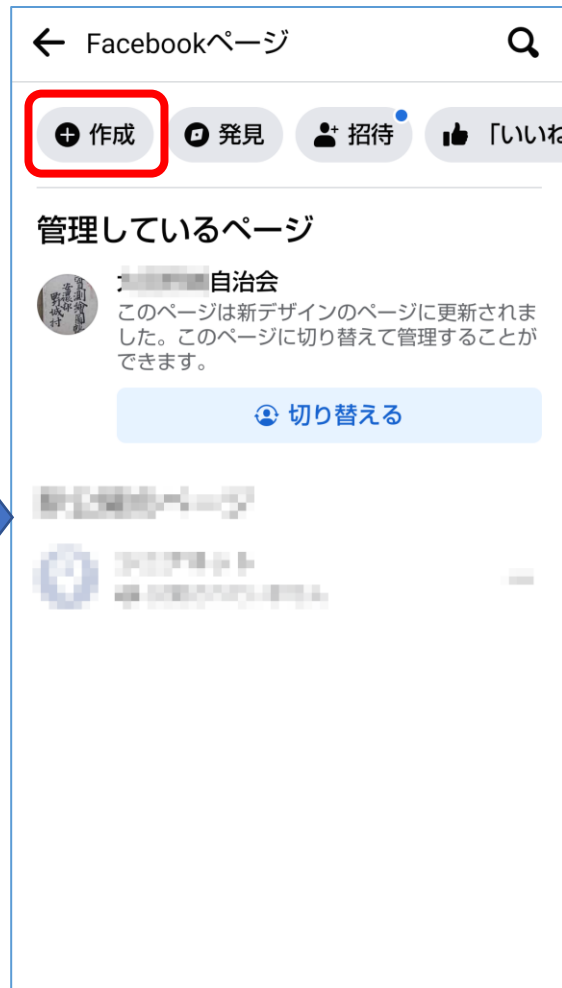 Facebookページ
作成 発見 招待 「いいね
管理しているページ
自治会
このページは新デザインのページに更新されま
した。このページに切り替えて管理することが
できます。
切り替える